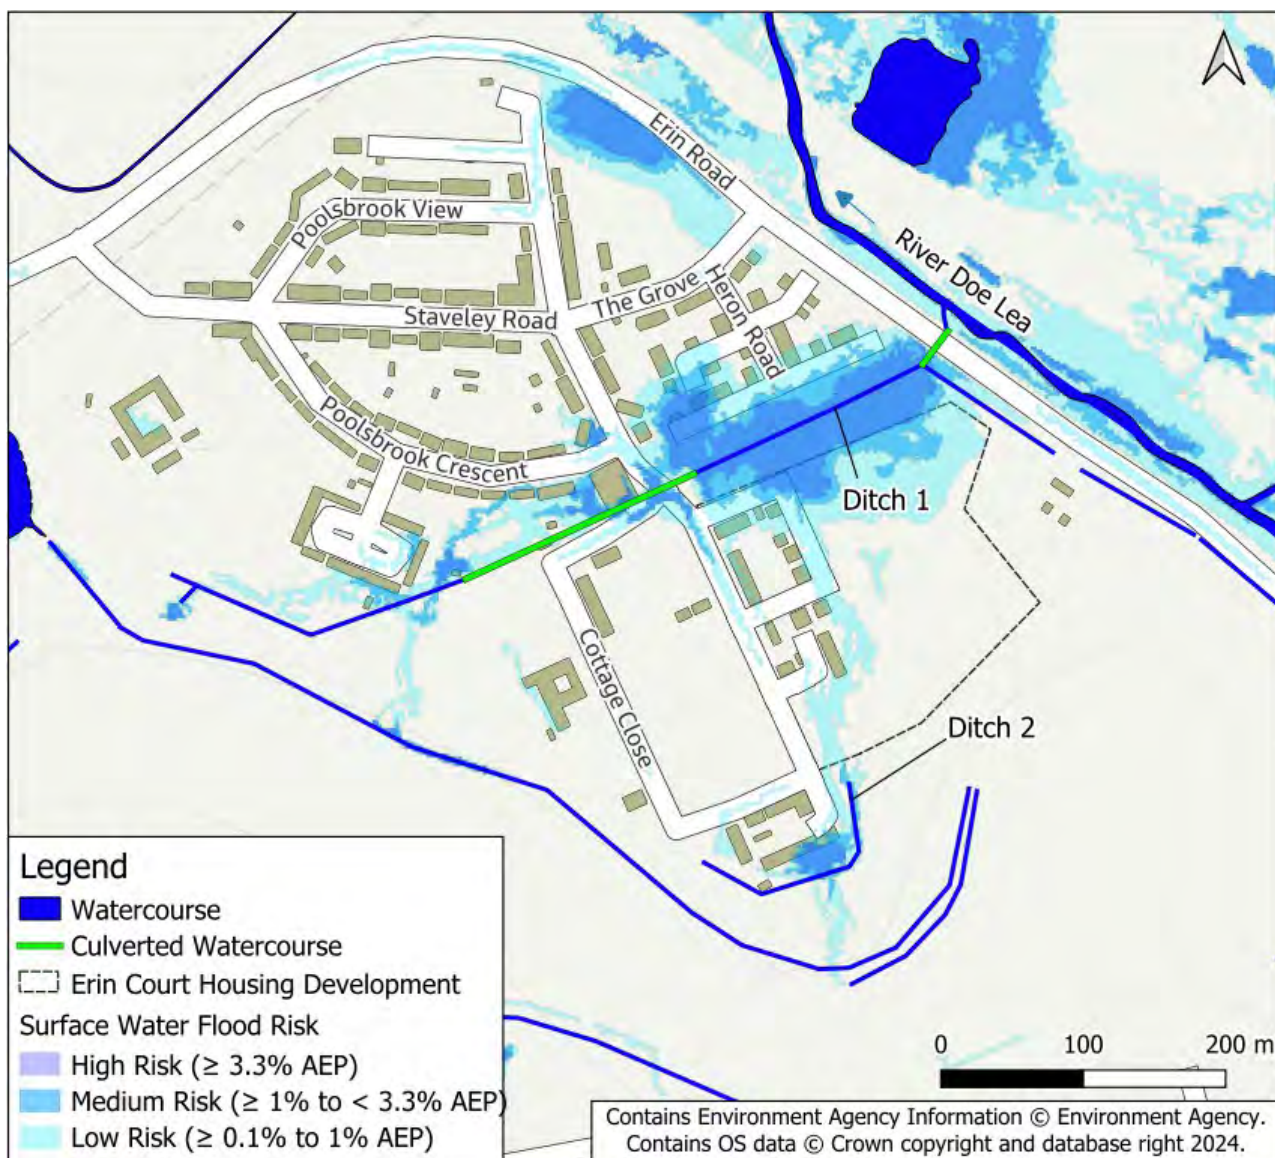 Erin Road
Poolsbrook View
River Doe Lea
The Grove
Heron Road
Staveley Road
Poolsbrook Crescent
Ditch 1
Cottage Close
Ditch 2
Legend
Watercourse
Culverted Watercourse
Erin Court Housing Development
Surface Water Flood Risk
High Risk (≥ 3.3% AEP)
Medium Risk (≥ 1% to < 3.3% AEP)
Low Risk (≥ 0.1% to 1% AEP)
0 100 200 m
Contains Environment Agency Information © Environment Agency.
Contains OS data © Crown copyright and database right 2024.